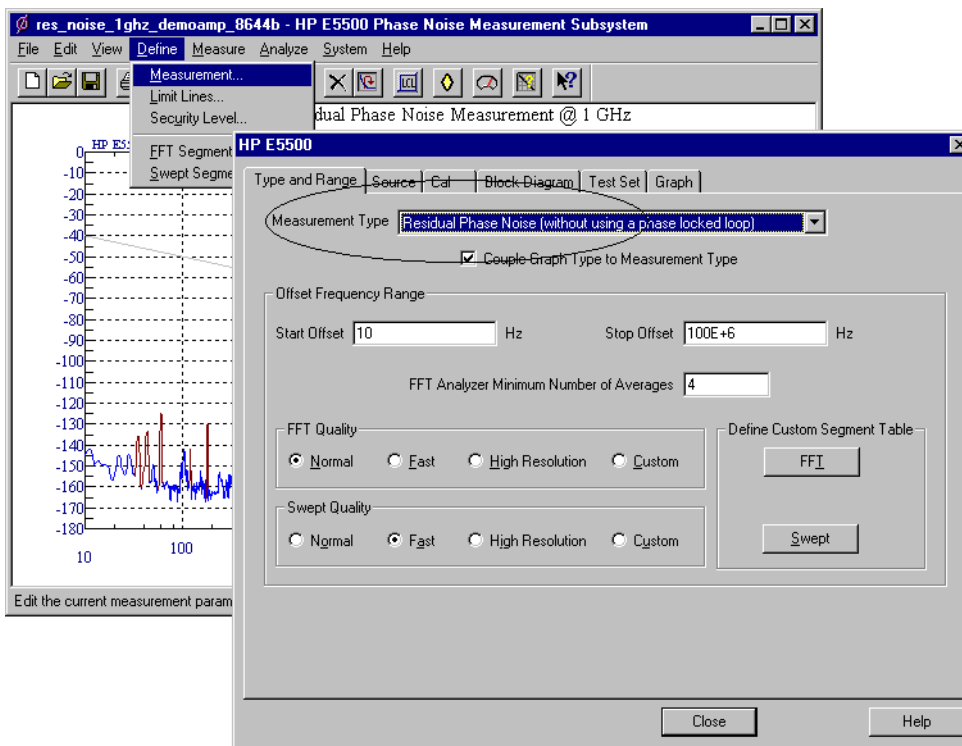 res_noise_1ghz_demoamp_8644b - HP E5500 Phase Noise Measurement Subsystem
File Edit View Define Measure Analyze System Help
Measurement...
Limit Lines...
Security Level...
FFT Segment
Swept Segme
dual Phase Noise Measurement @ 1 GHz
HP E5
0
-10
-20
-30
-40
-50
-60
-70
-80
-90
-100
-110
-120
-130
-140
-150
-160
-170
-180
10 100
Edit the current measurement param
HP E5500
Type and Range Source Cal Block Diagram Test Set Graph
Measurement Type Residual Phase Noise (without using a phase locked loop)
Couple Graph Type to Measurement Type
Offset Frequency Range
Start Offset 10 Hz Stop Offset 100E+6 Hz
FFT Analyzer Minimum Number of Averages 4
FFT Quality
Normal Fast High Resolution Custom
Define Custom Segment Table
FFT
Swept Quality
Normal Fast High Resolution Custom
Swept
Close Help